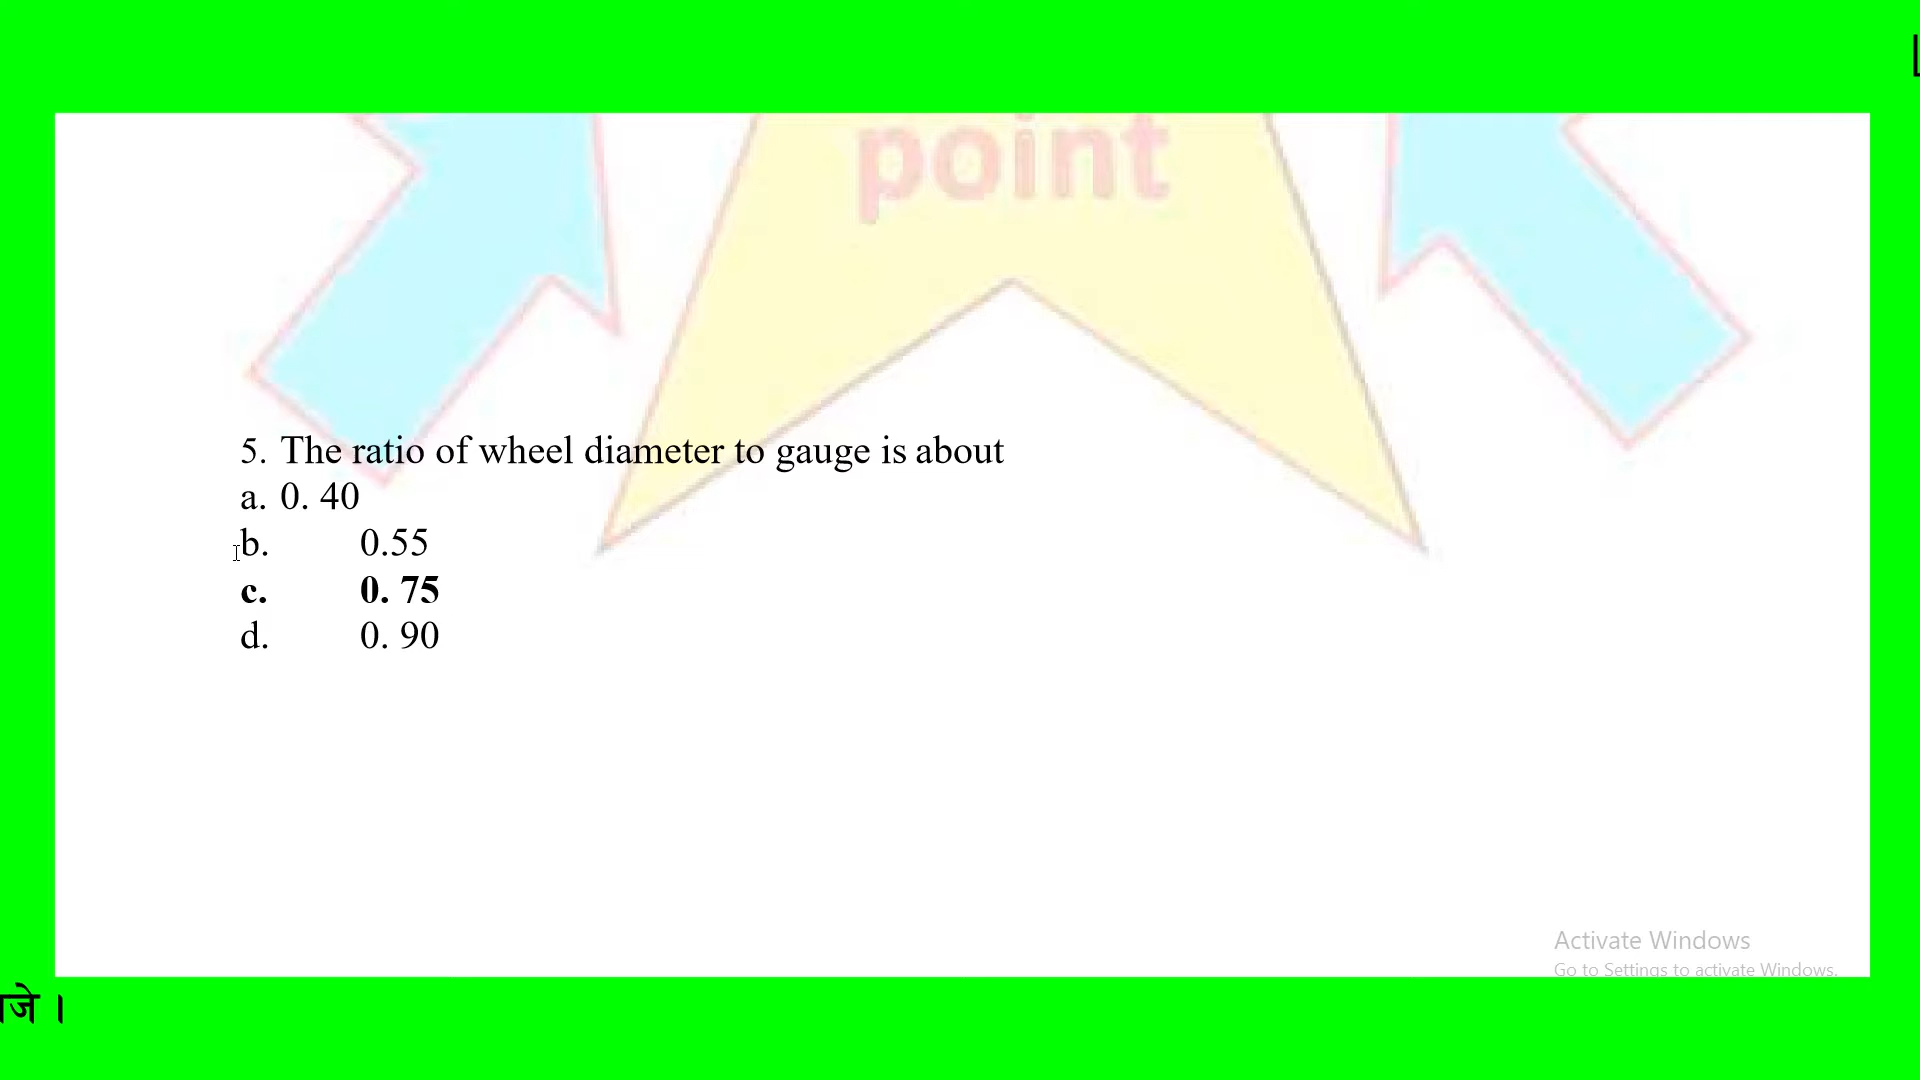 point
5. The ratio of wheel diameter to gauge is about
a. 0. 40
b. 0.55
c. 0. 75
d. 0. 90
Activate Windows
Go to Settings to activate Windows.
जे ।